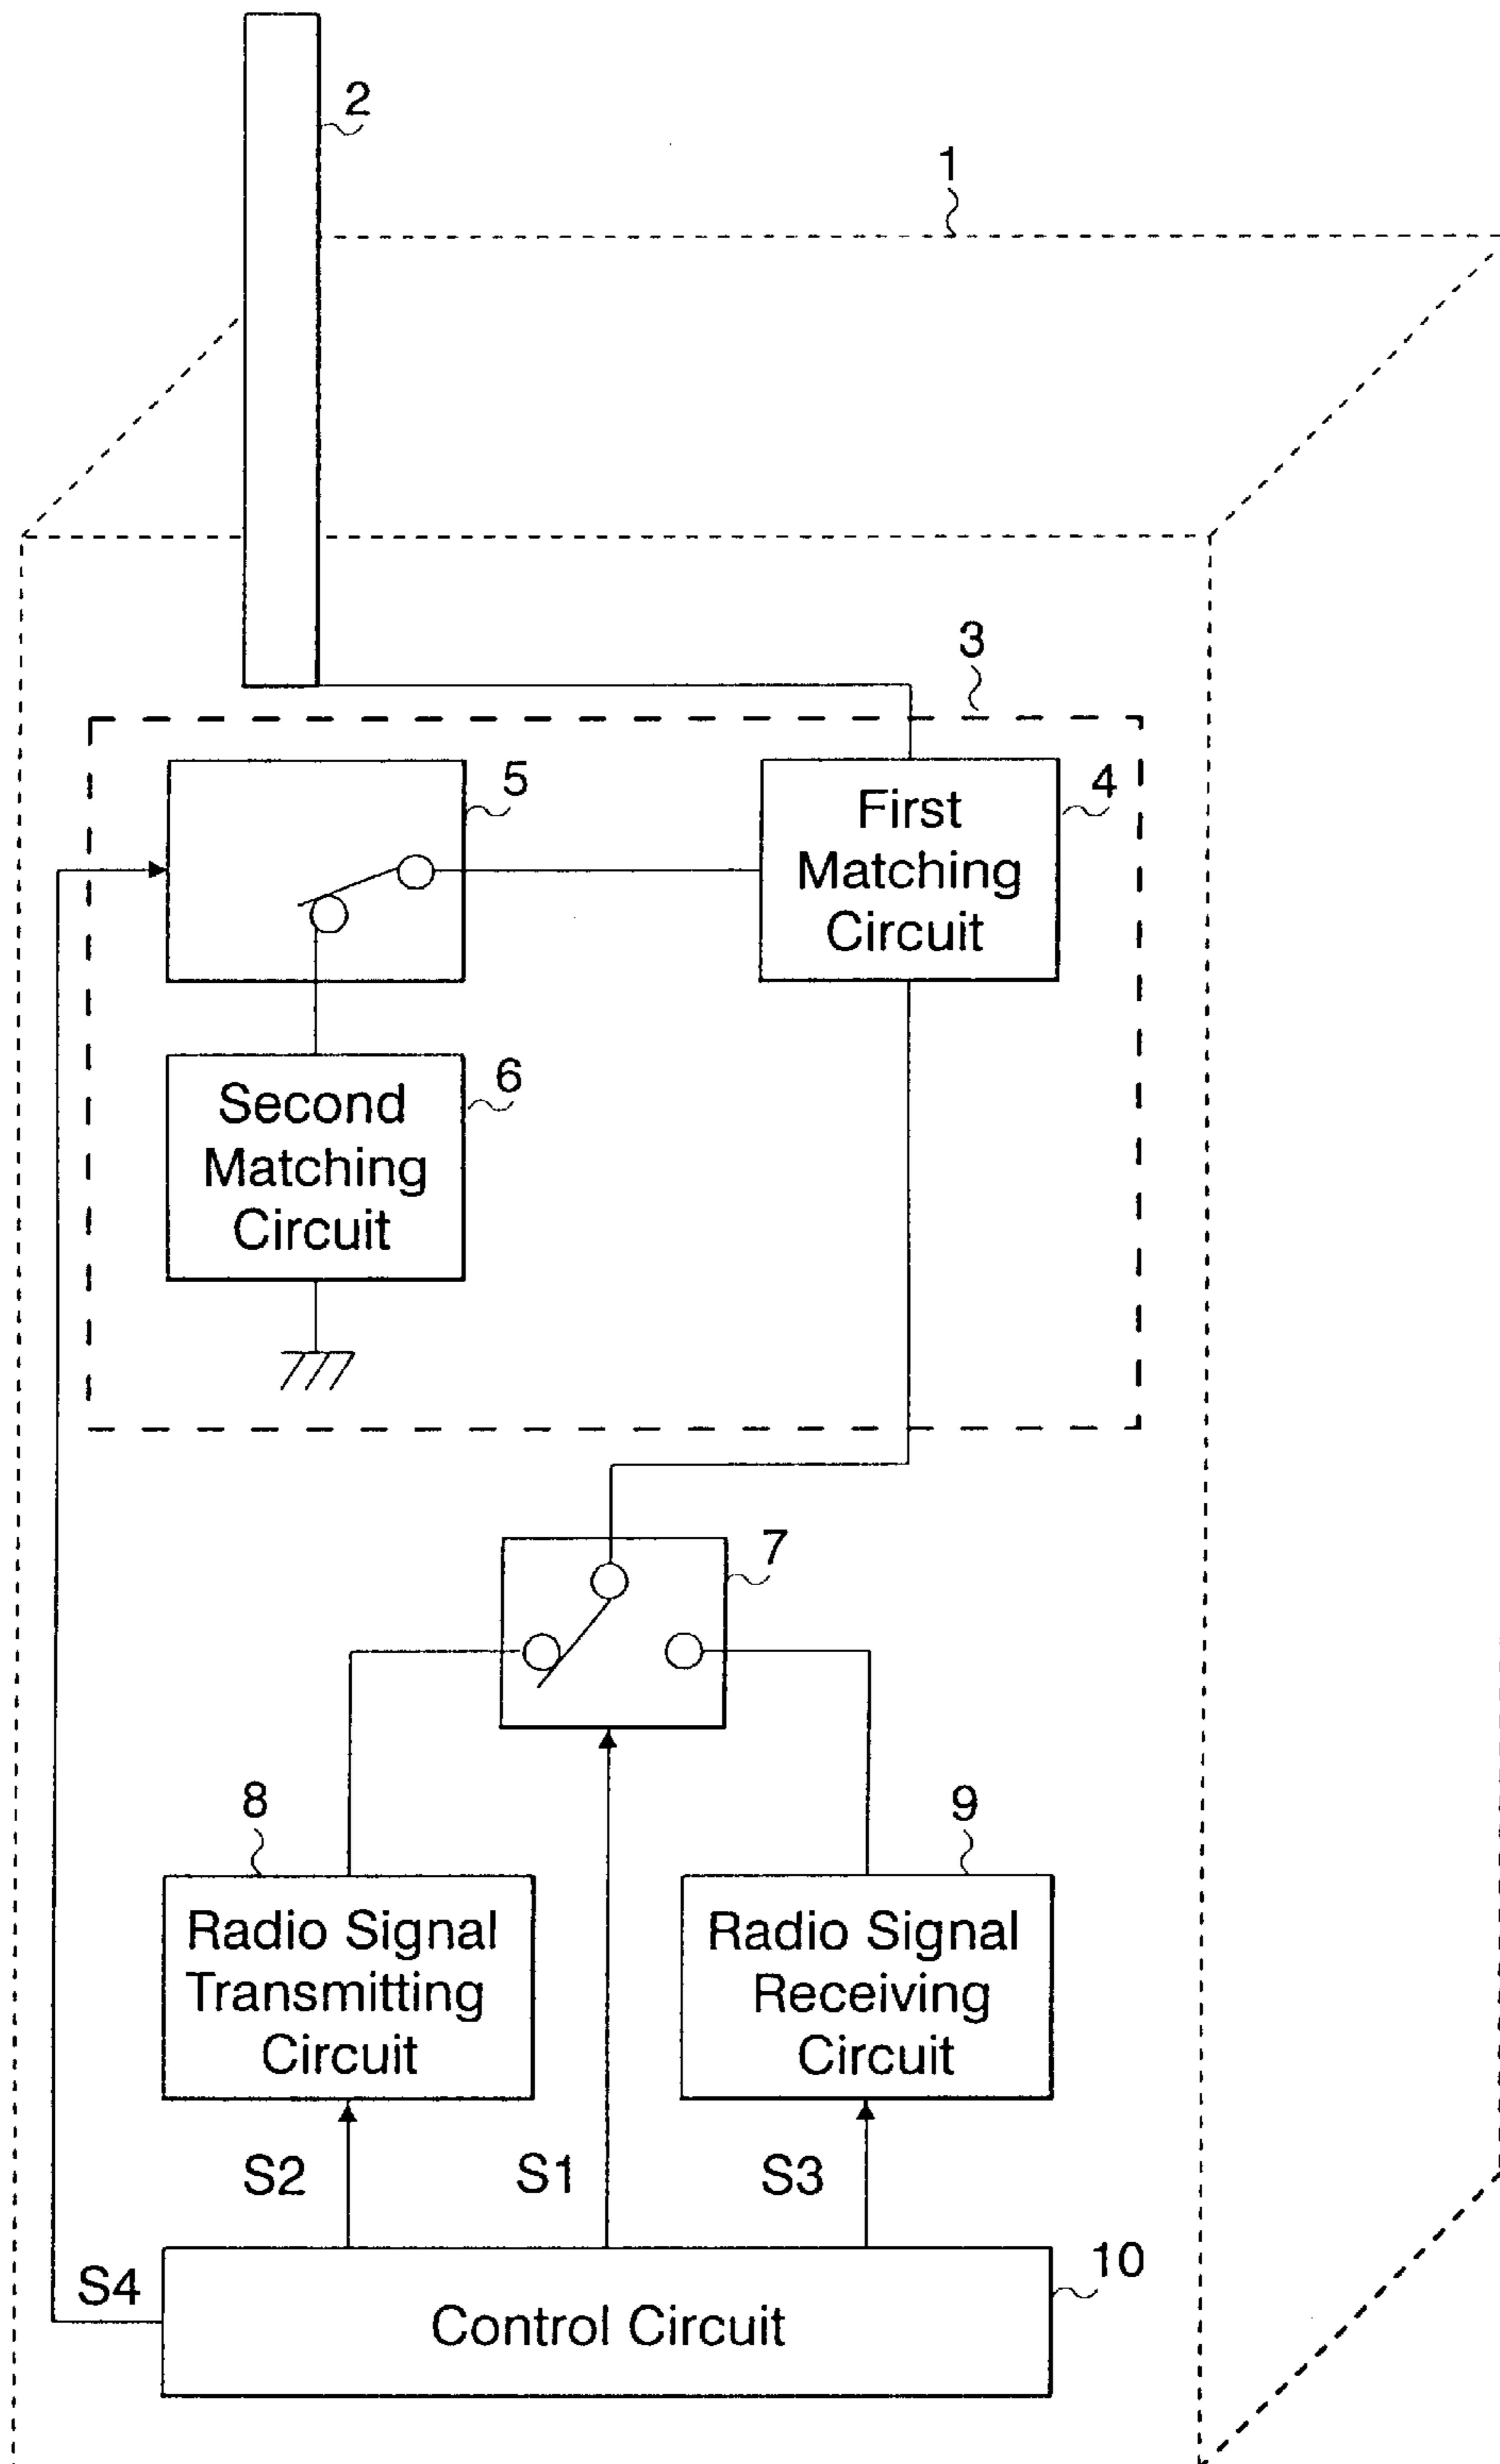 2
1
3
5
4
First
Matching
Circuit
6
Second
Matching
Circuit
7
8
9
Radio Signal
Transmitting
Circuit
Radio Signal
Receiving
Circuit
S2
S1
S3
S4
10
Control Circuit